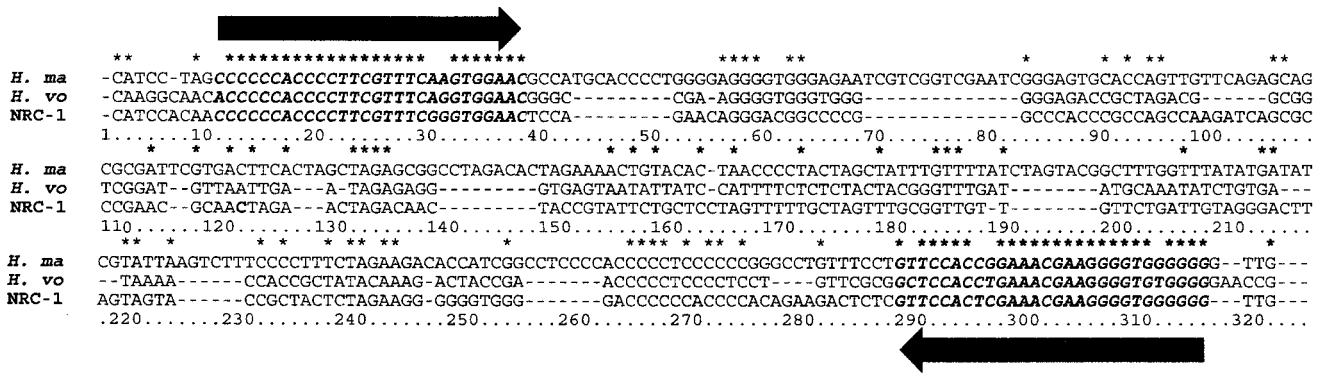 ** * ***************** ******* **** ** * * * ** **
H. ma -CATCC-TAGCCCCCCACCCCTTCGTTTCAAGTGGAACGCCATGCACCCCTGGGGAGGGGTGGGAGAATCGTCGGTCGAATCGGGAGTGCACCAGTTGTTCAGAGCAG
H. vo -CAAGGCAACACCCCCACCCCTTCGTTTCAGGTGGAACGGGC---------CGA-AGGGGTGGGTGGG---------GGGAGACCGCTAGACG----GCGG
NRC-1 -CATCCACAACCCCCCACCCCTTCGTTTCGGGTGGAACTCCA---------GAACAGGGACGGCCCCG---------GCCCACCCGCCAGCCAAGATCAGCGC
1........10........20........30........40........50........60........70........80........90.......100.......
* * * * * **** * * * * * * *** * * **
H. ma CGCGATTCGTGACTTCACTAGCTAGAGCGGCCTAGACACTAGAAAACTGTACAC-TAACCCCTACTAGCTATTTGTTTTATCTAGTACGGCTTTGGTTTATATGATAT
H. vo TCGGAT--GTTAATTGA--A-TAGAGAGG---------GTGAGTAATATTATC-CATTTTCTCTCTACTACGGGTTTGAT-------ATGCAAATATCTGTGA--
NRC-1 CCGAAC--GCAACTAGA--ACTAGACAAC---------TACCGTATTCTGCTCCTAGTTTTTGCTAGTTTGCGGTTGT-T--------GTTCTGATTGTAGGGACTT
110.......120.......130.......140.......150.......160.......170.......180.......190.......200.......210......
** * * * * ** ** * **** * ** * * * ***** ************** **** *
H. ma CGTATTAAGTCTTTCCCCTTTCTAGAAGACACCATCGGCCTCCCCACCCCCTCCCCCCGGGCCTGTTTCCTGTTCCACCGGAAACGAAGGGGTGGGGGGG-TTG---
H. vo --TAAAA------CCACCGCTATACAAAG-ACTACCGA------ACCCCCTCCCCTCCT---GTTCGCGGCTCCACCTGAAACGAAGGGGTGTGGGGGGAACCG---
NRC-1 AGTAGTA------CCGCTACTCTAGAAGG-GGGGTGGG------GACCCCCCACCCCACAGAAGACTCTCGTTCCACTCGAAACGAAGGGGTGGGGGG---TTG---
.220.......230.......240.......250.......260.......270.......280.......290.......300.......310.......320.....